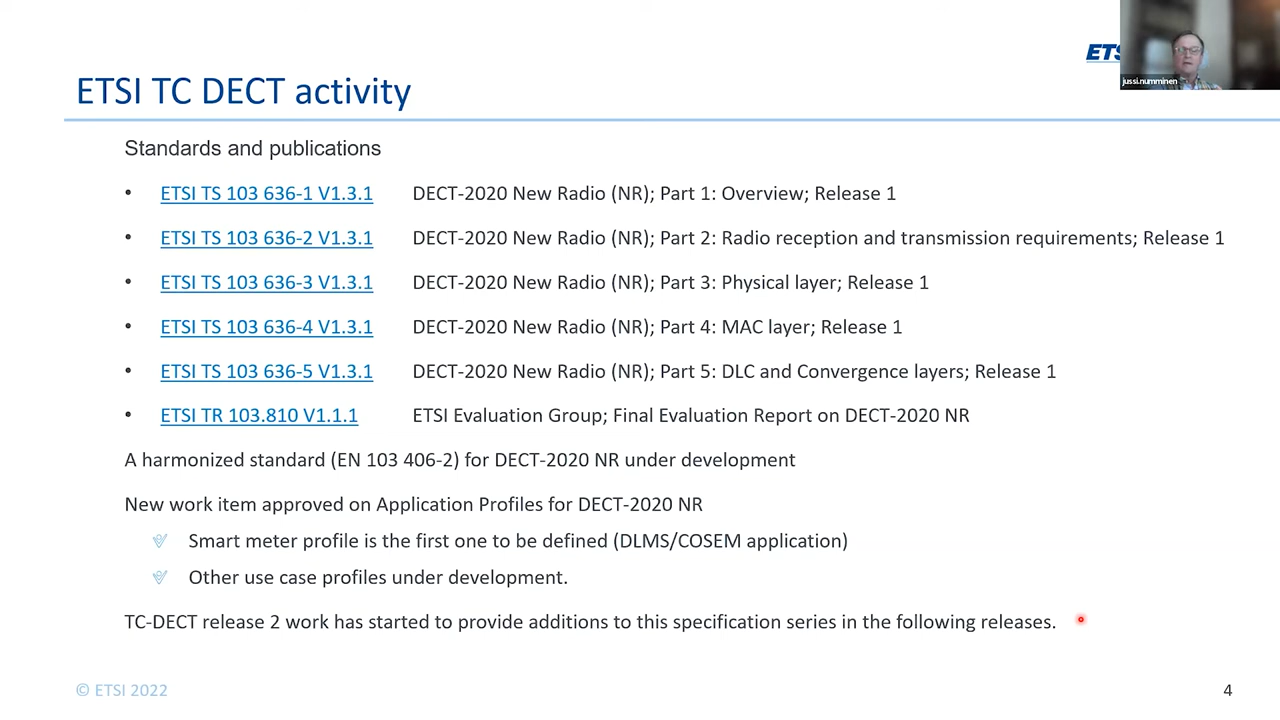 ETSI TC DECT activity
jussi.numminen
Standards and publications
• ETSI TS 103 636-1 V1.3.1 DECT-2020 New Radio (NR); Part 1: Overview; Release 1
• ETSI TS 103 636-2 V1.3.1 DECT-2020 New Radio (NR); Part 2: Radio reception and transmission requirements; Release 1
• ETSI TS 103 636-3 V1.3.1 DECT-2020 New Radio (NR); Part 3: Physical layer; Release 1
• ETSI TS 103 636-4 V1.3.1 DECT-2020 New Radio (NR); Part 4: MAC layer; Release 1
• ETSI TS 103 636-5 V1.3.1 DECT-2020 New Radio (NR); Part 5: DLC and Convergence layers; Release 1
• ETSI TR 103.810 V1.1.1 ETSI Evaluation Group; Final Evaluation Report on DECT-2020 NR
A harmonized standard (EN 103 406-2) for DECT-2020 NR under development
New work item approved on Application Profiles for DECT-2020 NR
Smart meter profile is the first one to be defined (DLMS/COSEM application)
Other use case profiles under development.
TC-DECT release 2 work has started to provide additions to this specification series in the following releases.
© ETSI 2022
4